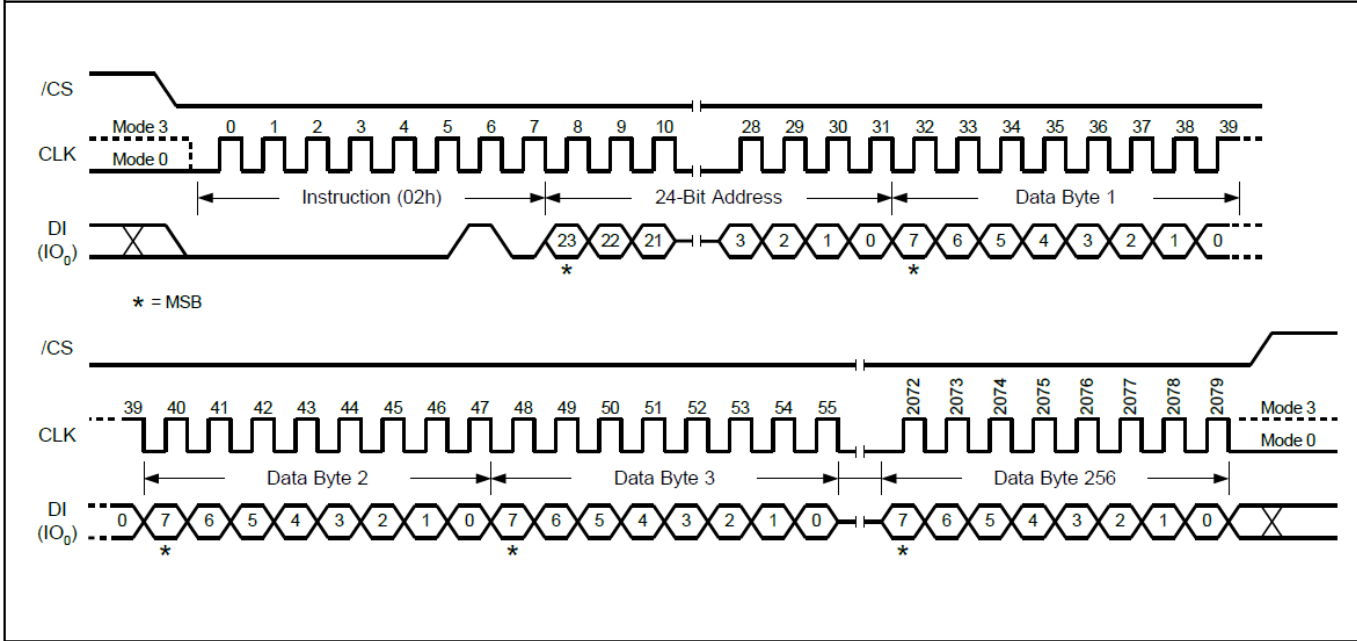 /CS
Mode 3 0 1 2 3 4 5 6 7 8 9 10 28 29 30 31 32 33 34 35 36 37 38 39
CLK Mode 0
Instruction (02h) 24-Bit Address Data Byte 1
DI
(IO₀) 23 22 21 3 2 1 0 7 6 5 4 3 2 1 0
* *
* = MSB
/CS
39 40 41 42 43 44 45 46 47 48 49 50 51 52 53 54 55 2072 2073 2074 2075 2076 2077 2078 2079 Mode 3
CLK Mode 0
Data Byte 2 Data Byte 3 Data Byte 256
DI
(IO₀) 0 7 6 5 4 3 2 1 0 7 6 5 4 3 2 1 0 7 6 5 4 3 2 1 0
* * *